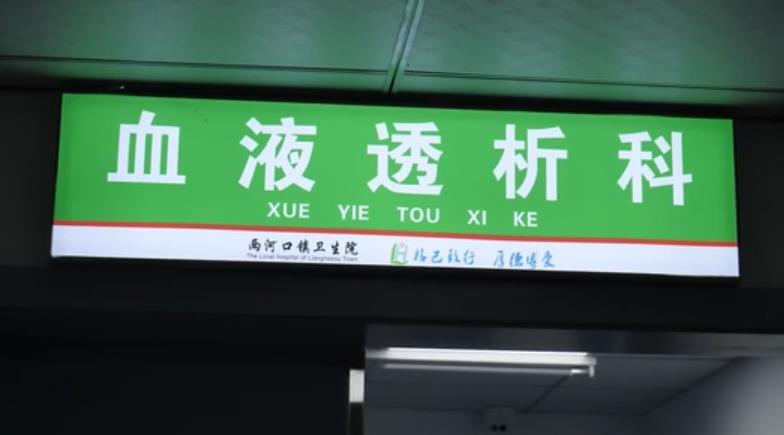 血液透析科
XUE YIE TOU XI KE
两河口镇卫生院
The Local hospital of Lianghekou Town
厚德博爱